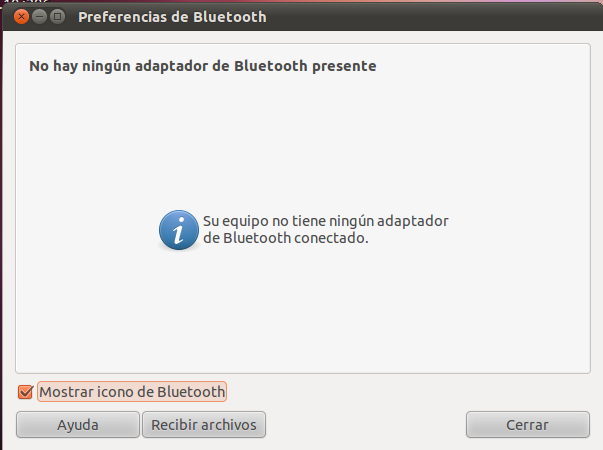 Preferencias de Bluetooth
No hay ningún adaptador de Bluetooth presente
Su equipo no tiene ningún adaptador
de Bluetooth conectado.
Mostrar icono de Bluetooth
Ayuda
Recibir archivos
Cerrar